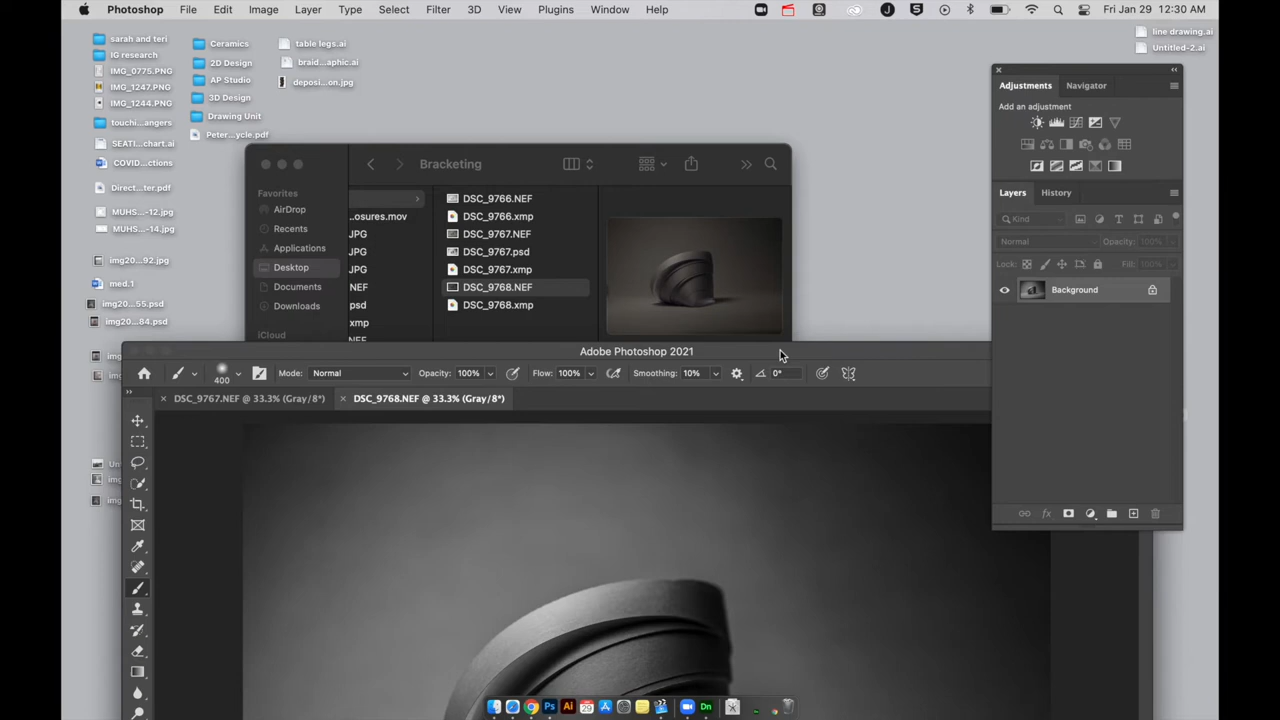 Photoshop File Edit Image Layer Type Select Filter 3D View Plugins Window Help Fri Jan 29 12:30 AM
sarah and teri
IG research
IMG_0775.PNG
IMG_1247.PNG
IMG_1244.PNG
touchi...angers
SEATI...chart.ai
COVID...ctions
Direct...ter.pdf
MUHS...-12.jpg
MUHS...-14.jpg
img20...92.jpg
med.1
img20...55.psd
img20...84.psd
img
Ceramics
2D Design
AP Studio
3D Design
Drawing Unit
Peter...ycle.pdf
table legs.ai
braid...aphic.ai
deposi...on.jpg
line drawing.ai
Untitled-2.ai
Bracketing
Favorites
AirDrop
Recents
Applications
Desktop
Documents
Downloads
iCloud
...osures.mov
JPG
JPG
JPG
NEF
psd
xmp
NEF
DSC_9766.NEF
DSC_9766.xmp
DSC_9767.NEF
DSC_9767.psd
DSC_9767.xmp
DSC_9768.NEF
DSC_9768.xmp
Adobe Photoshop 2021
400 Mode: Normal Opacity: 100% Flow: 100% Smoothing: 10% 0°
DSC_9767.NEF @ 33.3% (Gray/8*) DSC_9768.NEF @ 33.3% (Gray/8*)
Adjustments Navigator
Add an adjustment
Layers History
Kind
Normal Opacity: 100%
Lock: Fill: 100%
Background
Ps Ai 29 Dn